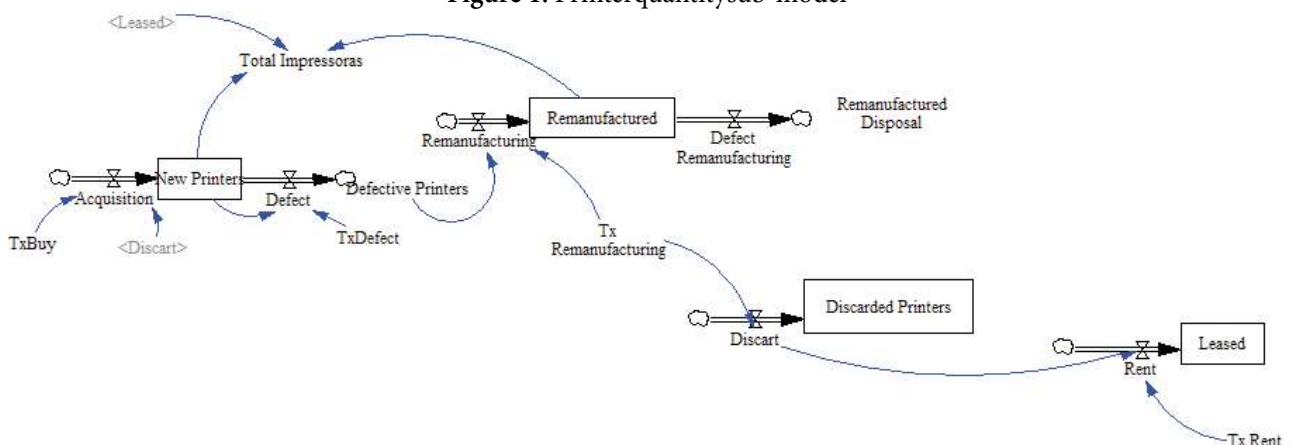 Figure 1. Printerquantitysub-model
<Leased>
Total Impressoras
Remanufactured
Remanufactured
Disposal
Remanufacturing
Defect
Remanufacturing
New Printers
Acquisition
Defect
Defective Printers
TxBuy
<Discart>
TxDefect
Tx
Remanufacturing
Discarded Printers
Discart
Leased
Rent
Tx Rent